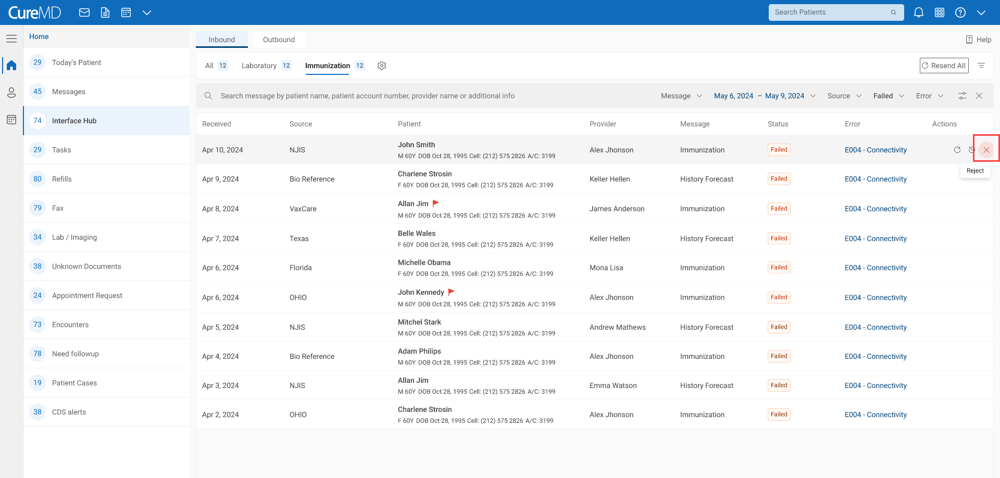 CureMD
Search Patients
Home
Inbound
Outbound
Help
29 Today's Patient
All 12
Laboratory 12
Immunization 12
Resend All
45 Messages
Search message by patient name, patient account number, provider name or additional info
Message
May 6, 2024 – May 9, 2024
Source
Failed
Error
74 Interface Hub
29 Tasks
80 Refills
79 Fax
34 Lab / Imaging
38 Unknown Documents
24 Appointment Request
73 Encounters
78 Need followup
19 Patient Cases
38 CDS alerts
Received Source Patient Provider Message Status Error Actions
John Smith
Apr 10, 2024 NJIS M 60Y DOB Oct 28, 1995 Cell: (212) 575 2826 A/C: 3199 Alex Jhonson Immunization Failed E004 - Connectivity
Reject
Charlene Strosin
Apr 9, 2024 Bio Reference F 60Y DOB Oct 28, 1995 Cell: (212) 575 2826 A/C: 3199 Keller Hellen History Forecast Failed E004 - Connectivity
Allan Jim
Apr 8, 2024 VaxCare M 60Y DOB Oct 28, 1995 Cell: (212) 575 2826 A/C: 3199 James Anderson Immunization Failed E004 - Connectivity
Belle Wales
Apr 7, 2024 Texas F 60Y DOB Oct 28, 1995 Cell: (212) 575 2826 A/C: 3199 Keller Hellen History Forecast Failed E004 - Connectivity
Michelle Obama
Apr 6, 2024 Florida F 60Y DOB Oct 28, 1995 Cell: (212) 575 2826 A/C: 3199 Mona Lisa Immunization Failed E004 - Connectivity
John Kennedy
Apr 6, 2024 OHIO M 60Y DOB Oct 28, 1995 Cell: (212) 575 2826 A/C: 3199 Alex Jhonson Immunization Failed E004 - Connectivity
Mitchel Stark
Apr 5, 2024 NJIS M 60Y DOB Oct 28, 1995 Cell: (212) 575 2826 A/C: 3199 Andrew Mathews History Forecast Failed E004 - Connectivity
Adam Philips
Apr 4, 2024 Bio Reference M 60Y DOB Oct 28, 1995 Cell: (212) 575 2826 A/C: 3199 Alex Jhonson Immunization Failed E004 - Connectivity
Allan Jim
Apr 3, 2024 NJIS M 60Y DOB Oct 28, 1995 Cell: (212) 575 2826 A/C: 3199 Emma Watson History Forecast Failed E004 - Connectivity
Charlene Strosin
Apr 2, 2024 OHIO F 60Y DOB Oct 28, 1995 Cell: (212) 575 2826 A/C: 3199 Alex Jhonson Immunization Failed E004 - Connectivity